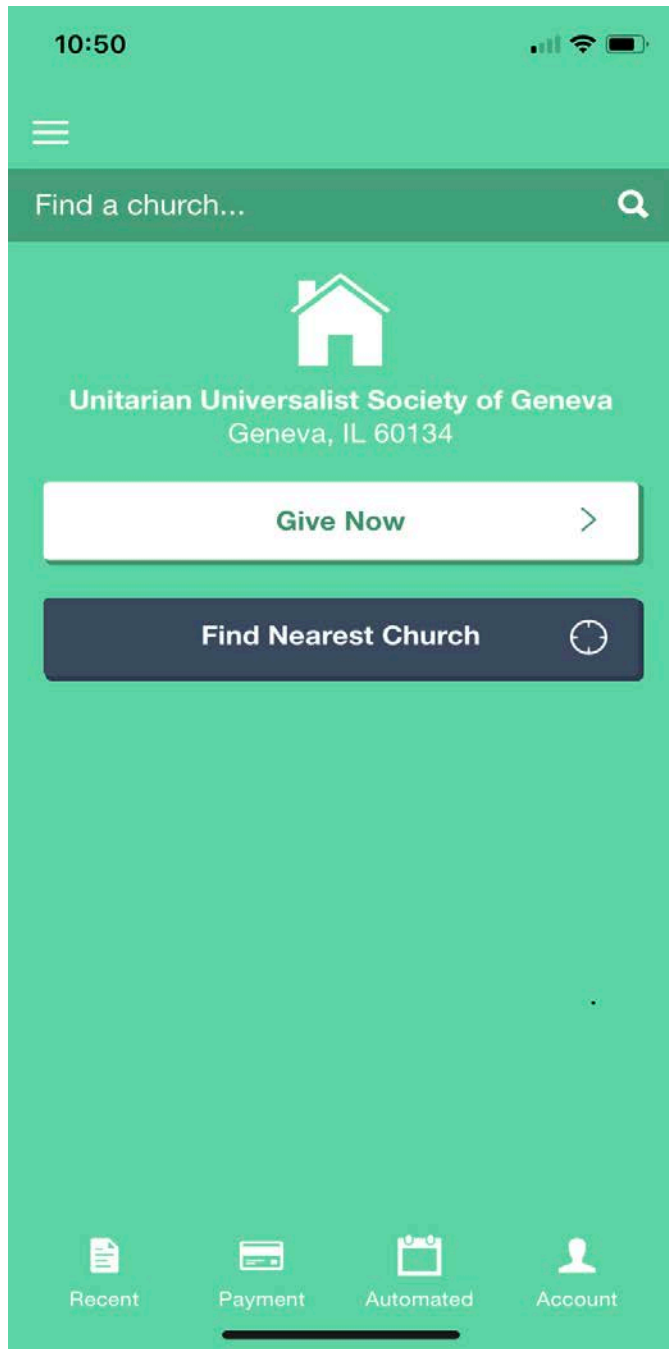 10:50
Find a church...
Unitarian Universalist Society of Geneva
Geneva, IL 60134
Give Now
Find Nearest Church
Recent Payment Automated Account